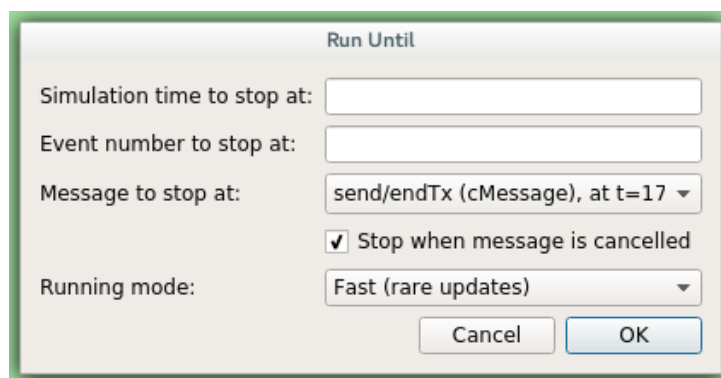 Run Until
Simulation time to stop at:
Event number to stop at:
Message to stop at: send/endTx (cMessage), at t=17
Stop when message is cancelled
Running mode: Fast (rare updates)
Cancel OK